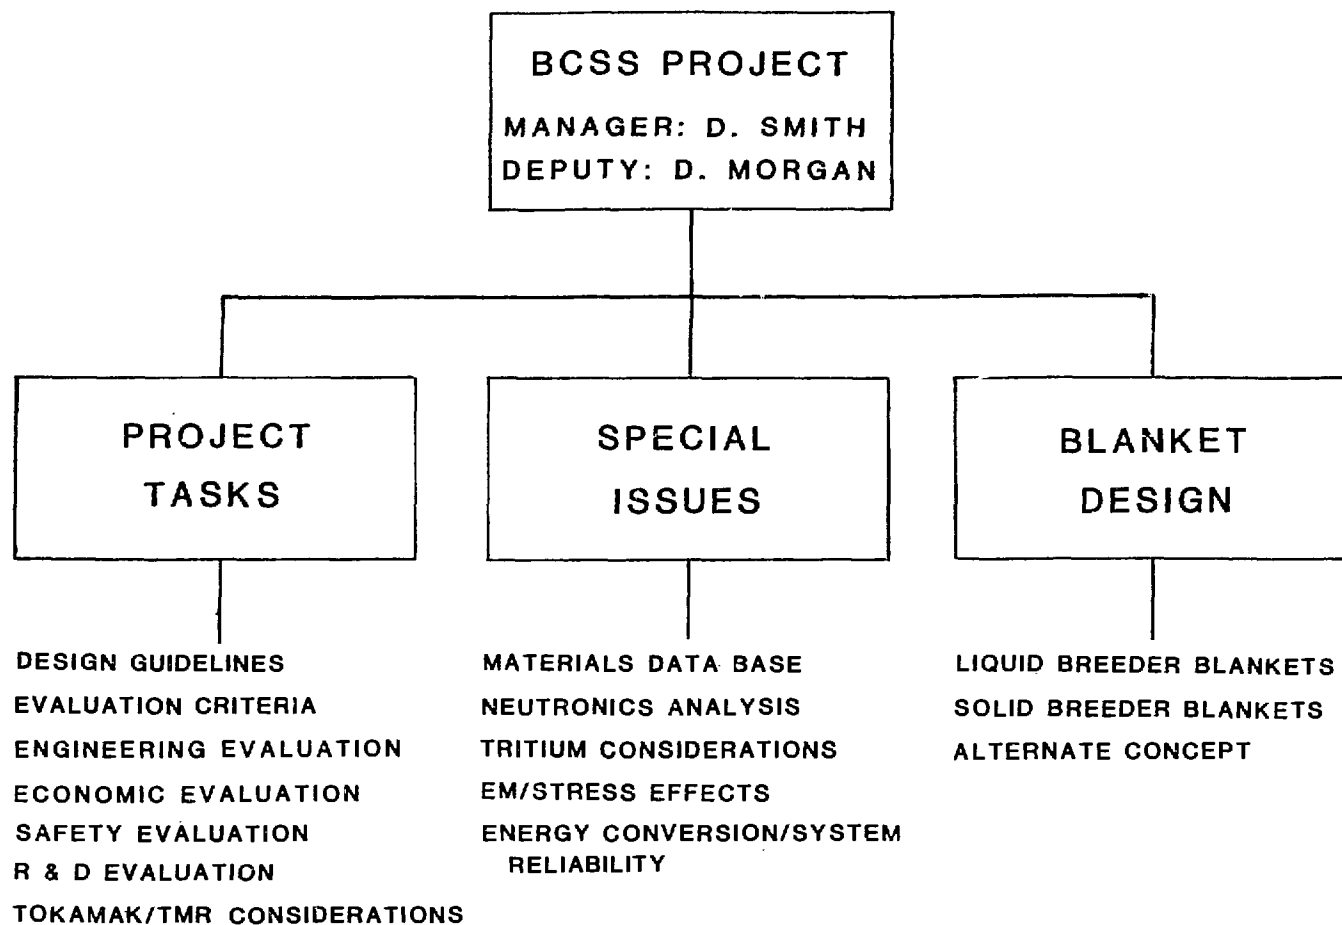 BCSS PROJECT
MANAGER: D. SMITH
DEPUTY: D. MORGAN
PROJECT
TASKS
SPECIAL
ISSUES
BLANKET
DESIGN
DESIGN GUIDELINES
EVALUATION CRITERIA
ENGINEERING EVALUATION
ECONOMIC EVALUATION
SAFETY EVALUATION
R & D EVALUATION
TOKAMAK/TMR CONSIDERATIONS
MATERIALS DATA BASE
NEUTRONICS ANALYSIS
TRITIUM CONSIDERATIONS
EM/STRESS EFFECTS
ENERGY CONVERSION/SYSTEM
RELIABILITY
LIQUID BREEDER BLANKETS
SOLID BREEDER BLANKETS
ALTERNATE CONCEPT